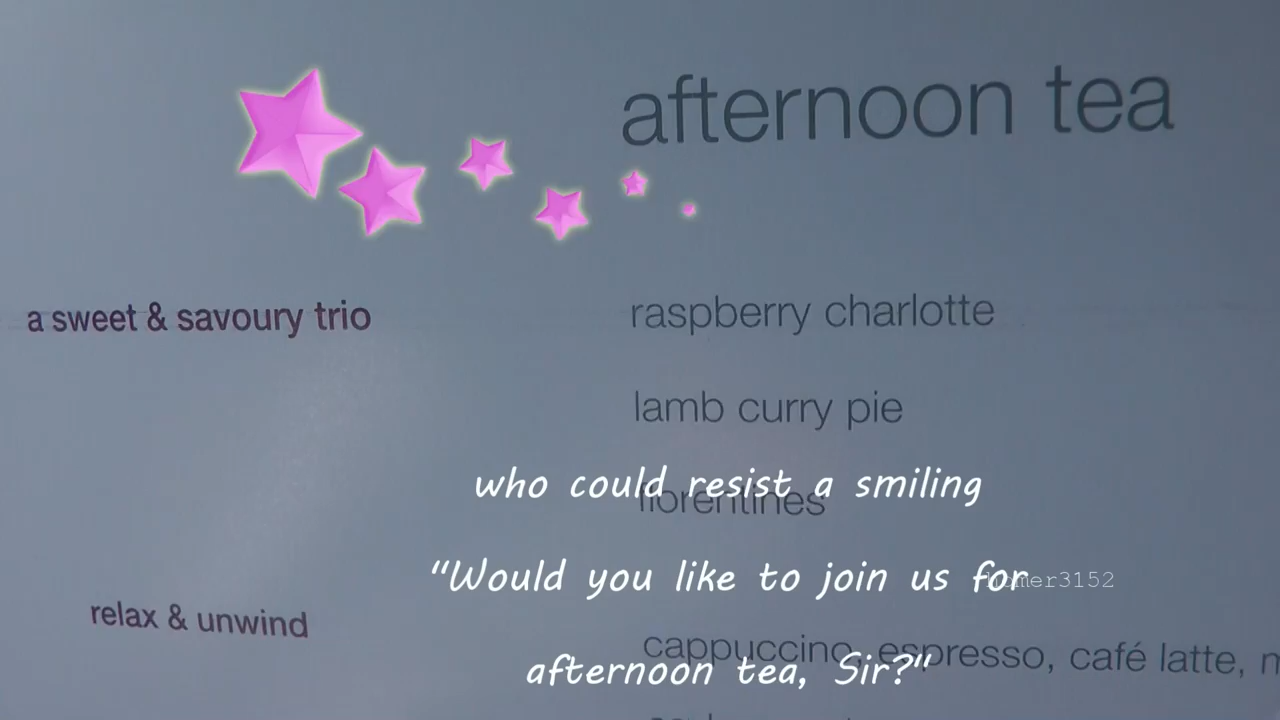 afternoon tea
a sweet & savoury trio
raspberry charlotte
lamb curry pie
who could resist a smiling
florentines
"Would you like to join us for
homer3152
relax & unwind
cappuccino, espresso, café latte,
afternoon tea, Sir?"